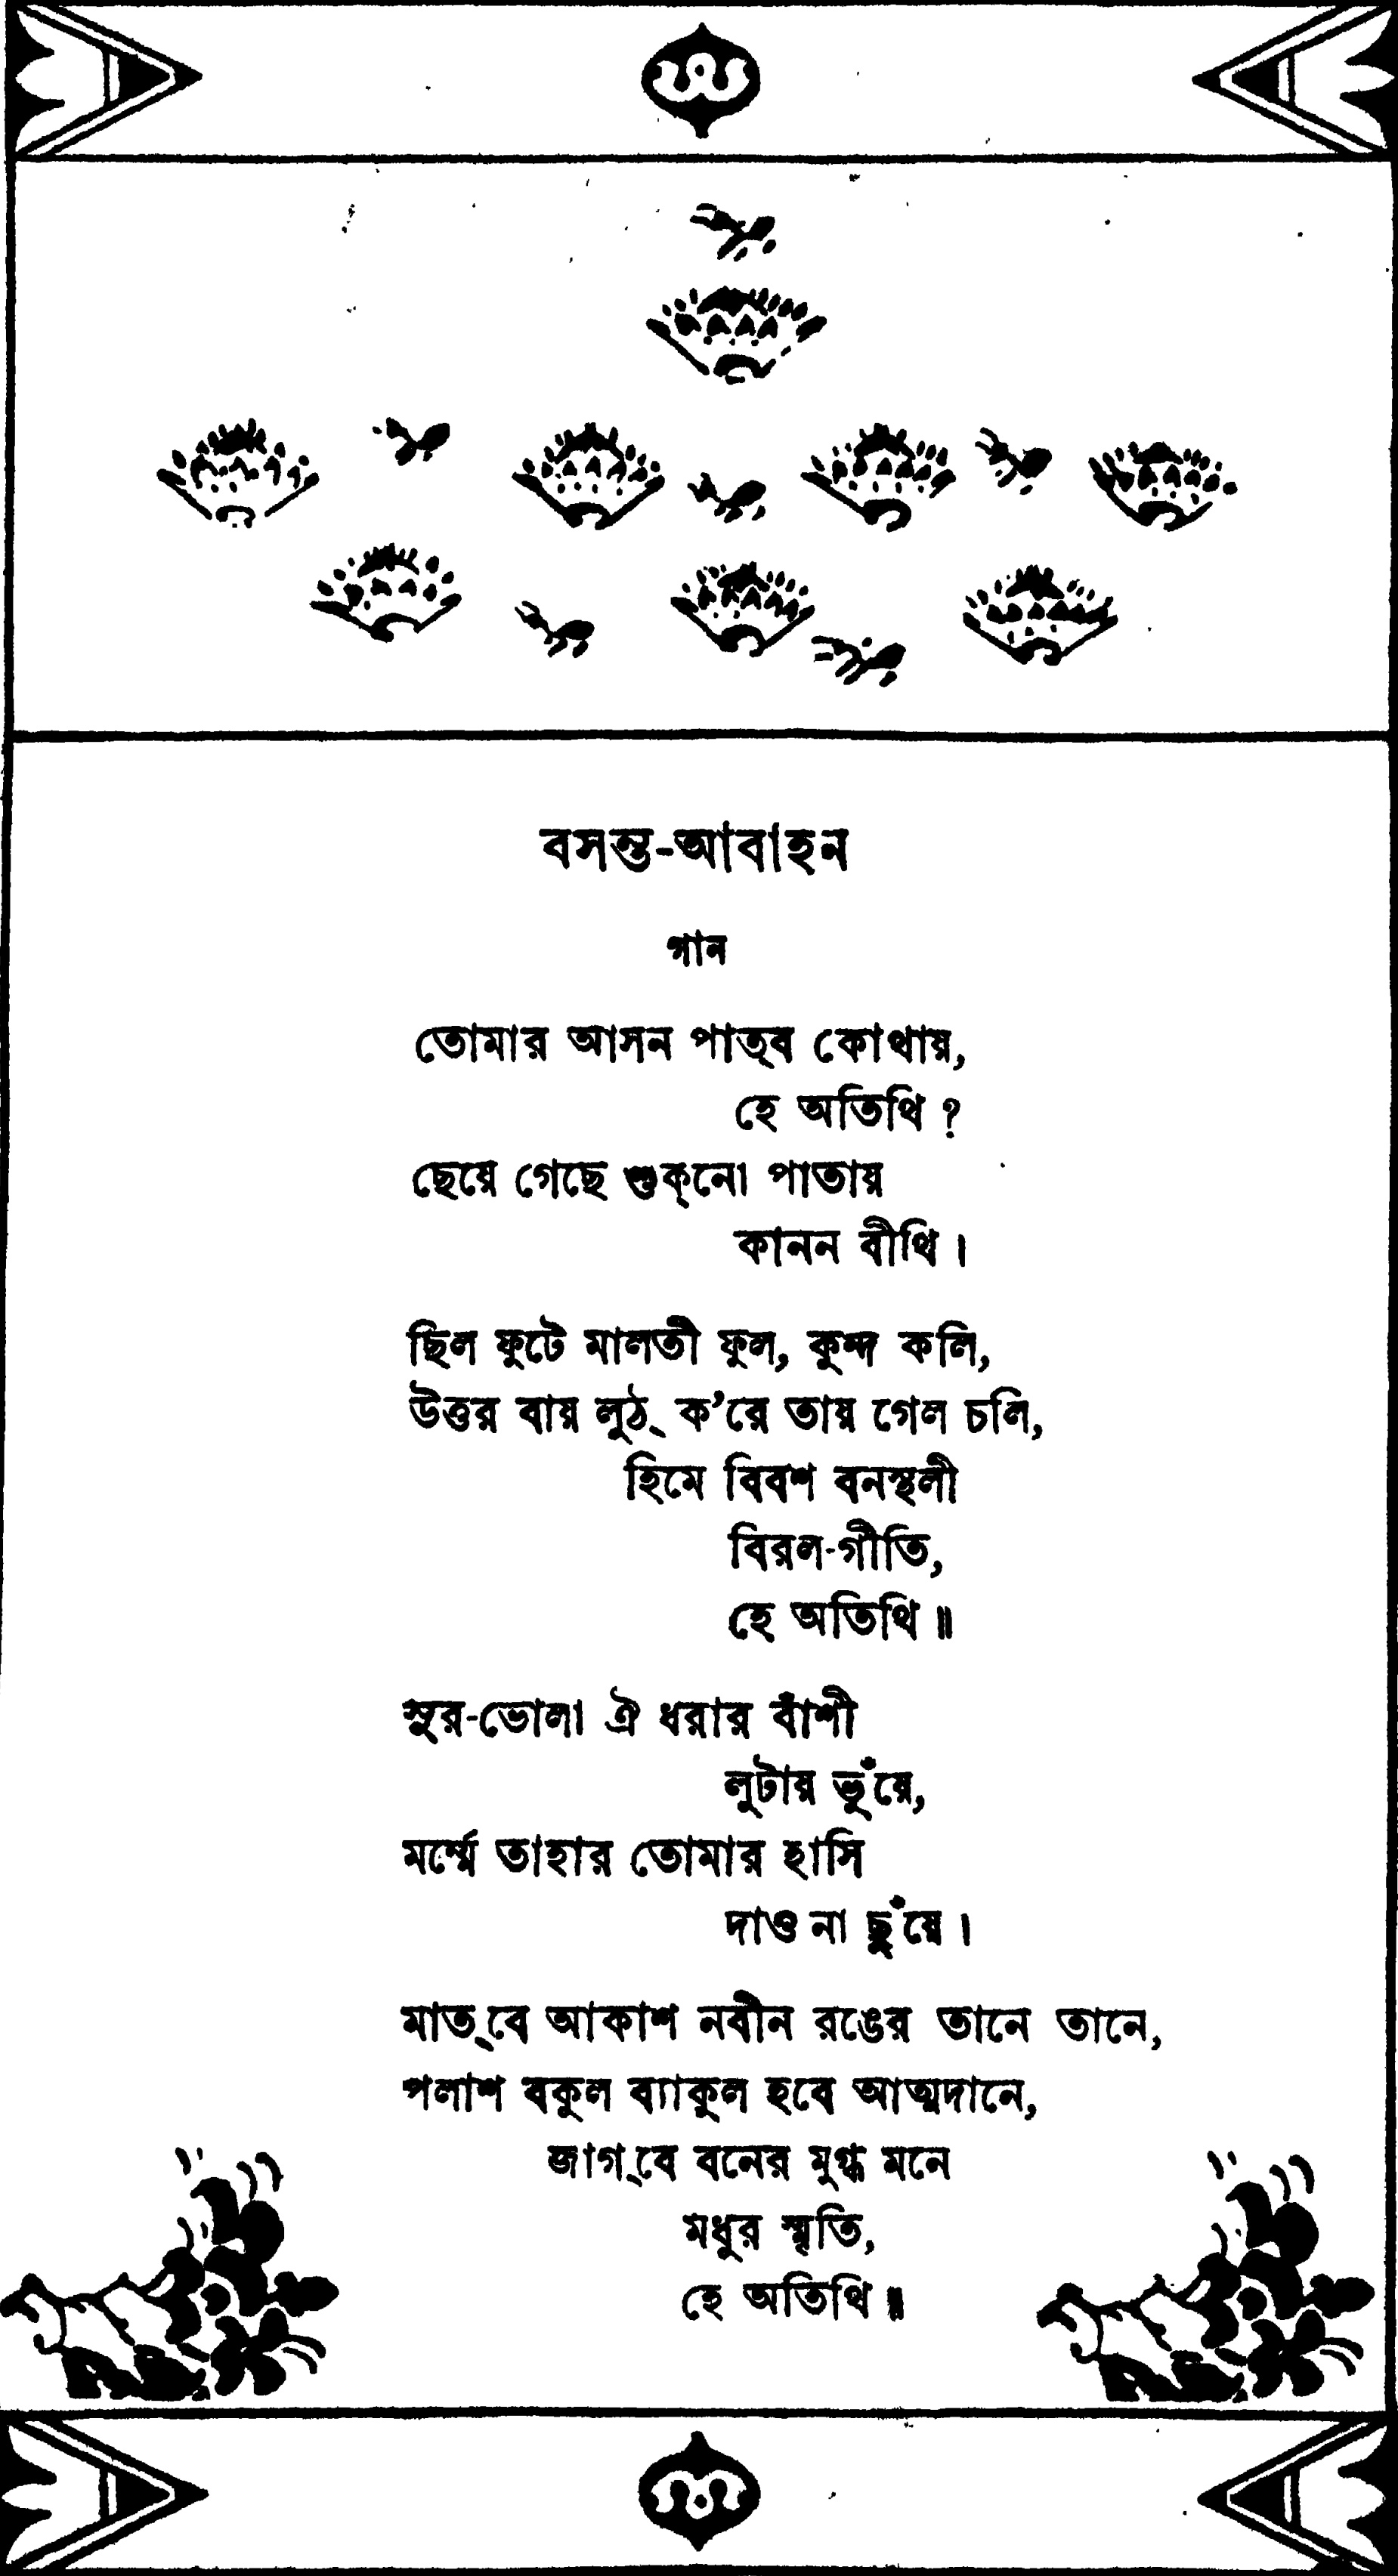 বসন্ত-আবাহন
গান
তোমার আসন পাত্‌ব কোথায়,
হে অতিথি ?
ছেয়ে গেছে শুক্‌নো পাতায়
কানন বীথি ।
ছিল ফুটে মালতী ফুল, কুন্দ কলি,
উত্তর বায় লুঠ্‌ ক’রে তায় গেল চলি,
হিমে বিবশ বনস্থলী
বিরল-গীতি,
হে অতিথি ॥
সুর-ভোলা ঐ ধরার বাঁশী
লুটায় ভুঁয়ে,
মর্ম্মে তাহার তোমার হাসি
দাও না ছুঁয়ে ।
মাত্‌বে আকাশ নবীন রঙের তানে তানে,
পলাশ বকুল ব্যাকুল হবে আত্মদানে,
জাগ্‌বে বনের মুগ্ধ মনে
মধুর স্মৃতি,
হে অতিথি ॥